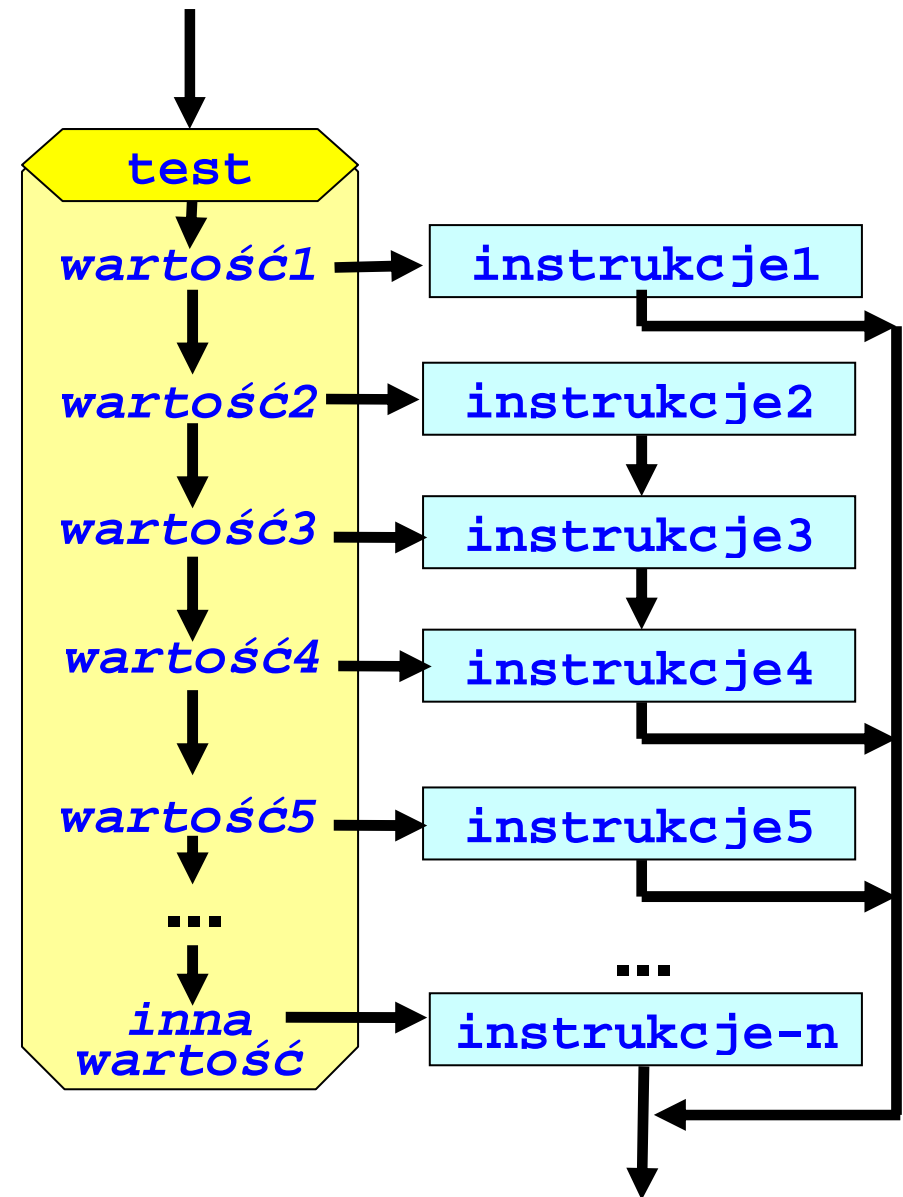 test
wartość1
instrukcje1
wartość2
instrukcje2
wartość3
instrukcje3
wartość4
instrukcje4
wartość5
instrukcje5
...
...
inna
wartość
instrukcje-n